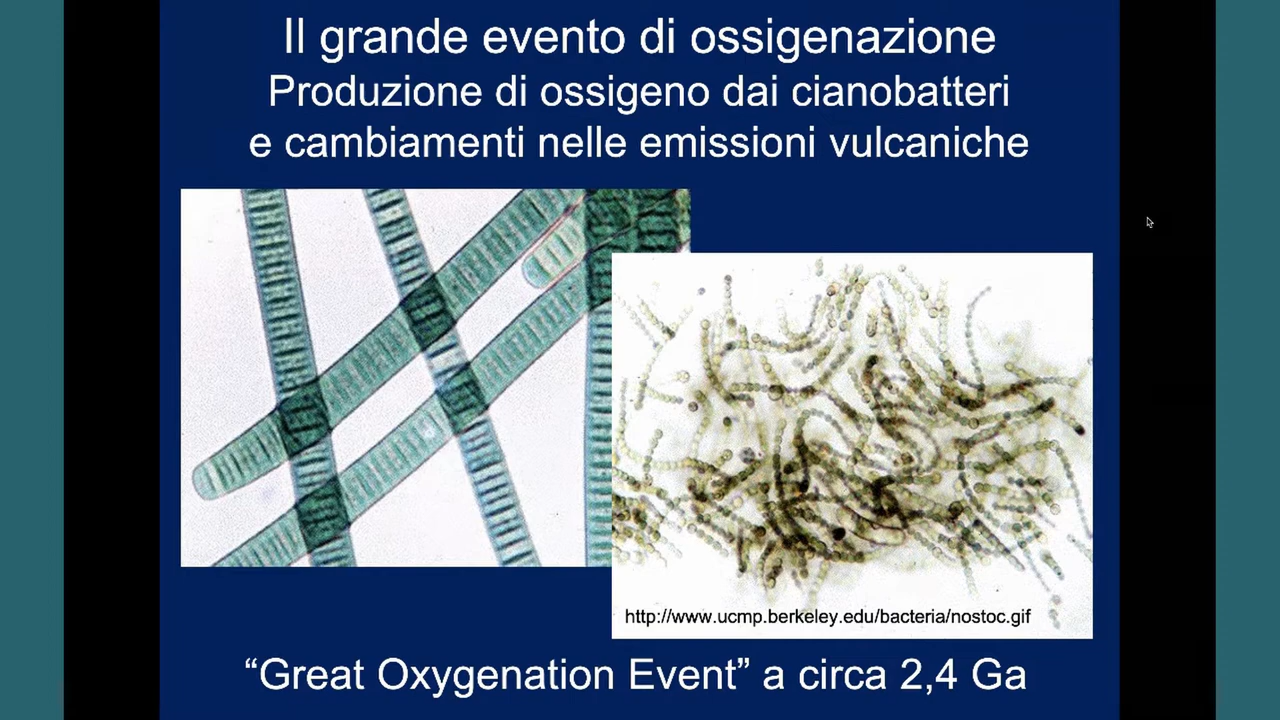 Il grande evento di ossigenazione
Produzione di ossigeno dai cianobatteri
e cambiamenti nelle emissioni vulcaniche
http://www.ucmp.berkeley.edu/bacteria/nostoc.gif
“Great Oxygenation Event” a circa 2,4 Ga